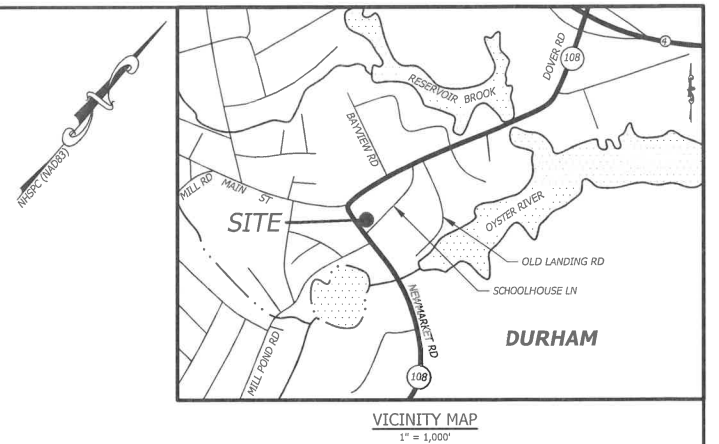 NHSPC (NAD83)
N
4
DOVER RD
108
RESERVOIR BROOK
BAYVIEW RD
MILL RD
MAIN ST
SITE
OYSTER RIVER
OLD LANDING RD
SCHOOLHOUSE LN
NEWMARKET RD
DURHAM
MILL POND RD
108
VICINITY MAP
1" = 1,000'